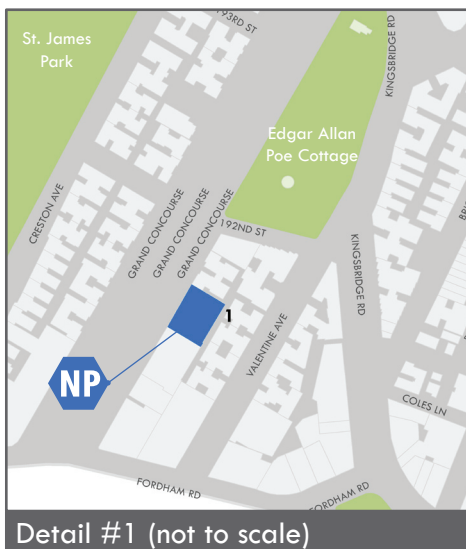 193RD ST
St. James
Park
KINGSBRIDGE RD
Edgar Allan
Poe Cottage
CRESTON AVE
GRAND CONCOURSE
GRAND CONCOURSE
GRAND CONCOURSE
192ND ST
KINGSBRIDGE RD
1
VALENTINE AVE
NP
COLES LN
FORDHAM RD
FORDHAM RD
Detail #1 (not to scale)